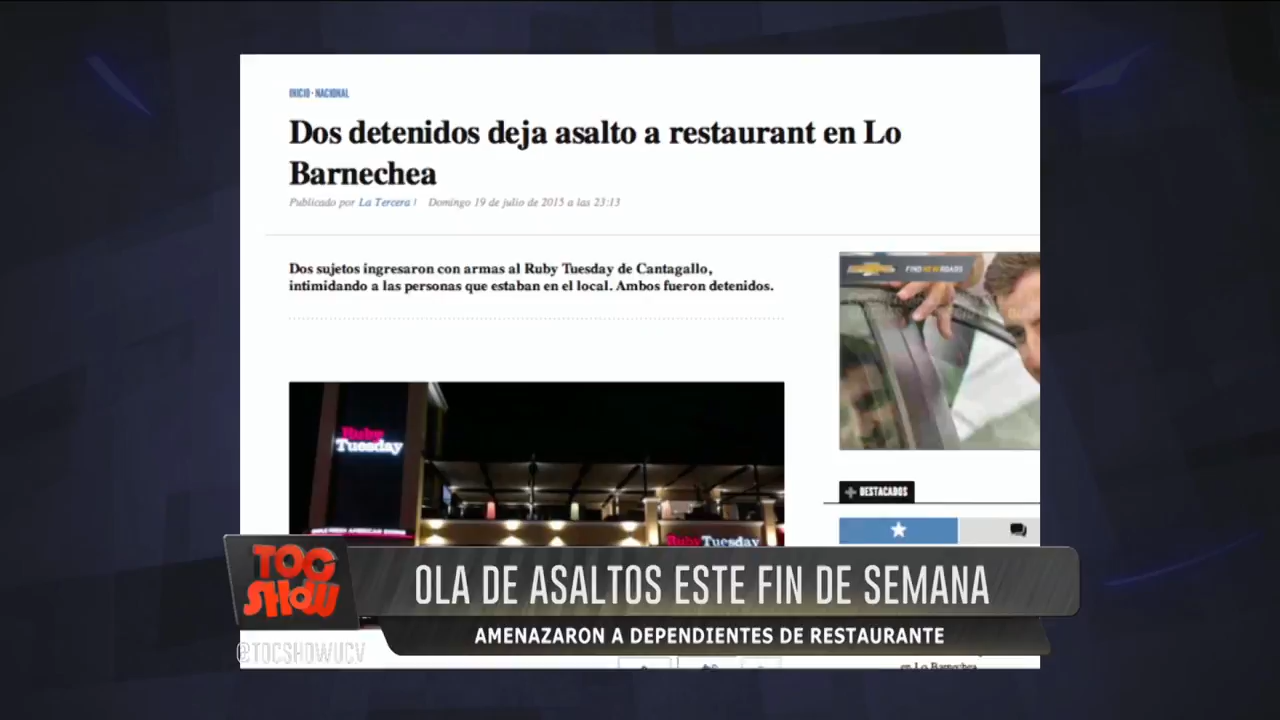 INICIO · NACIONAL
Dos detenidos deja asalto a restaurant en Lo
Barnechea
Publicado por La Tercera | Domingo 19 de julio de 2015 a las 23:13
Dos sujetos ingresaron con armas al Ruby Tuesday de Cantagallo,
intimidando a las personas que estaban en el local. Ambos fueron detenidos.
FIND NEW ROADS
Ruby
Tuesday
+ DESTACADOS
Ruby Tuesday
TOC
SHOW
OLA DE ASALTOS ESTE FIN DE SEMANA
AMENAZARON A DEPENDIENTES DE RESTAURANTE
@TOCSHOWUCV
en Lo Barnechea